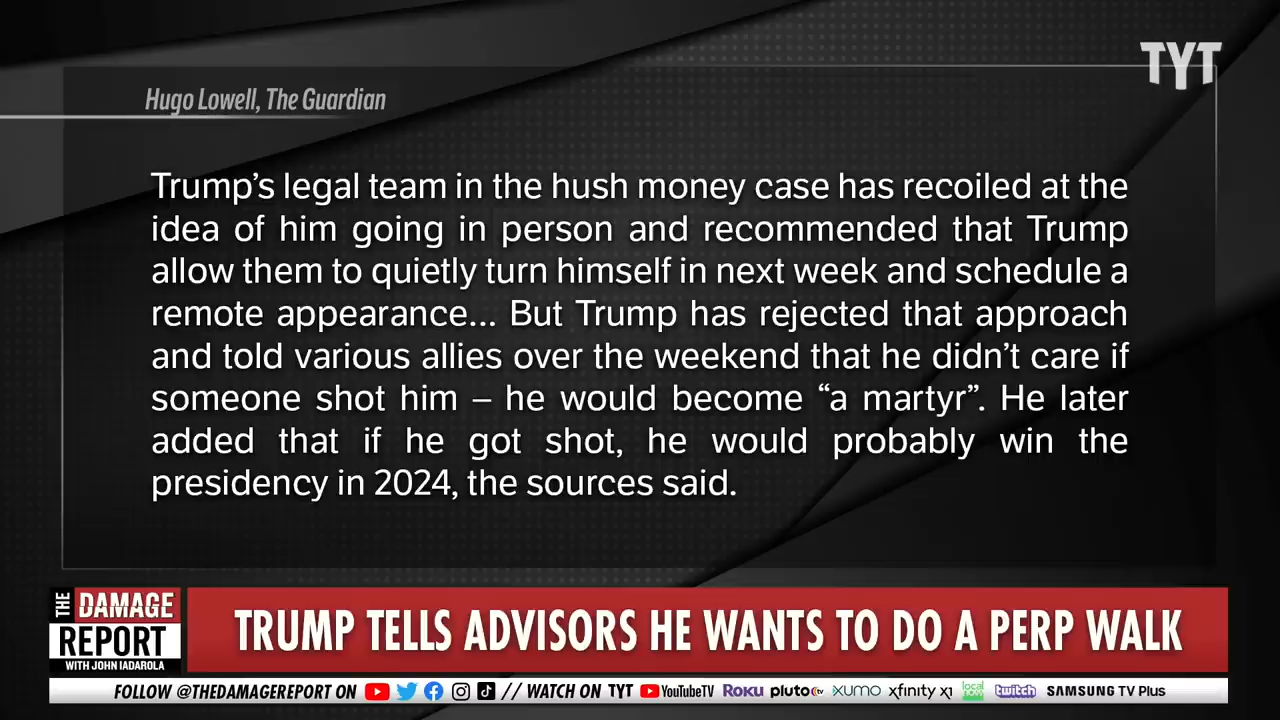 TYT
Hugo Lowell, The Guardian
Trump’s legal team in the hush money case has recoiled at the
idea of him going in person and recommended that Trump
allow them to quietly turn himself in next week and schedule a
remote appearance... But Trump has rejected that approach
and told various allies over the weekend that he didn’t care if
someone shot him – he would become “a martyr”. He later
added that if he got shot, he would probably win the
presidency in 2024, the sources said.
THE DAMAGE
REPORT
WITH JOHN IADAROLA
TRUMP TELLS ADVISORS HE WANTS TO DO A PERP WALK
FOLLOW @THEDAMAGEREPORT ON // WATCH ON TYT YouTubeTV Roku pluto tv xumo xfinity x1 local now twitch SAMSUNG TV Plus